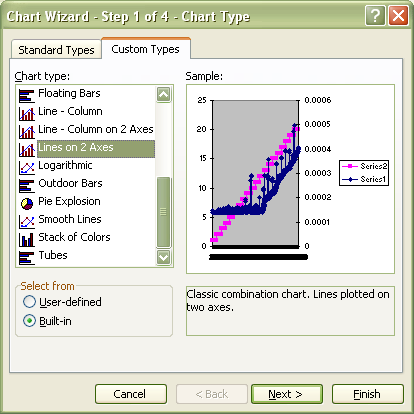 Chart Wizard - Step 1 of 4 - Chart Type
Standard Types
Custom Types
Chart type:
Floating Bars
Line - Column
Line - Column on 2 Axes
Lines on 2 Axes
Logarithmic
Outdoor Bars
Pie Explosion
Smooth Lines
Stack of Colors
Tubes
Select from
User-defined
Built-in
Sample:
25
20
15
10
5
0
0.0006
0.0005
0.0004
0.0003
0.0002
0.0001
0
Series2
Series1
Classic combination chart. Lines plotted on
two axes.
Cancel
< Back
Next >
Finish